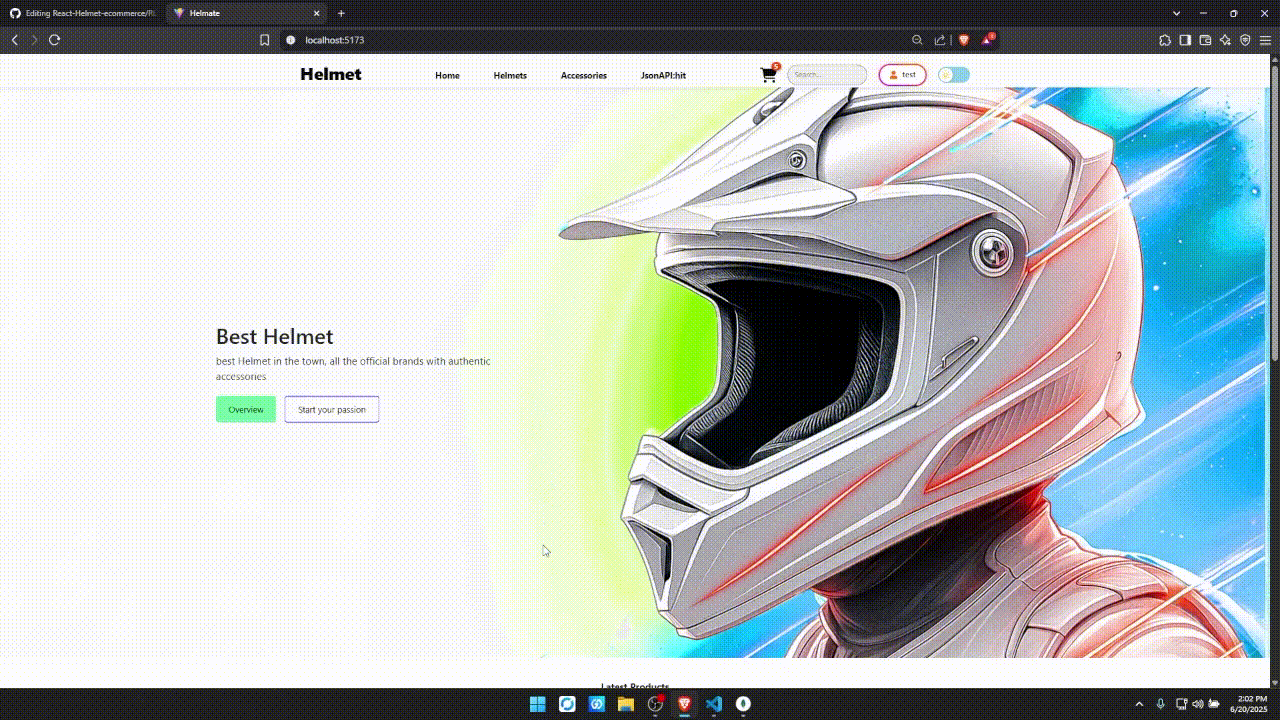 Editing React-Helmet-ecommerce/
Helmate
localhost:5173
Helmet
Home
Helmets
Accessories
JsonAPI:hit
5
Search...
test
Best Helmet
best Helmet in the town, all the official brands with authentic
accessories.
Overview
Start your passion
Latest Products
2:02 PM
6/20/2025